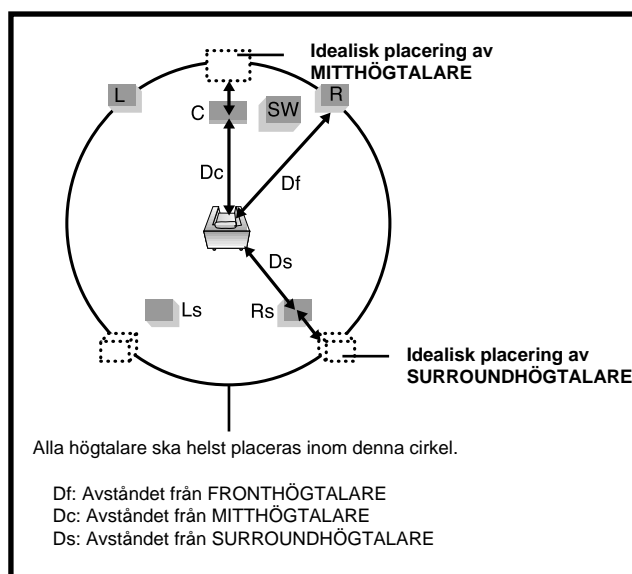 Idealisk placering av
MITTHÖGTALARE
L
R
C
SW
Dc
Df
Ds
Ls
Rs
Idealisk placering av
SURROUNDHÖGTALARE
Alla högtalare ska helst placeras inom denna cirkel.
Df: Avståndet från FRONTHÖGTALARE
Dc: Avståndet från MITTHÖGTALARE
Ds: Avståndet från SURROUNDHÖGTALARE